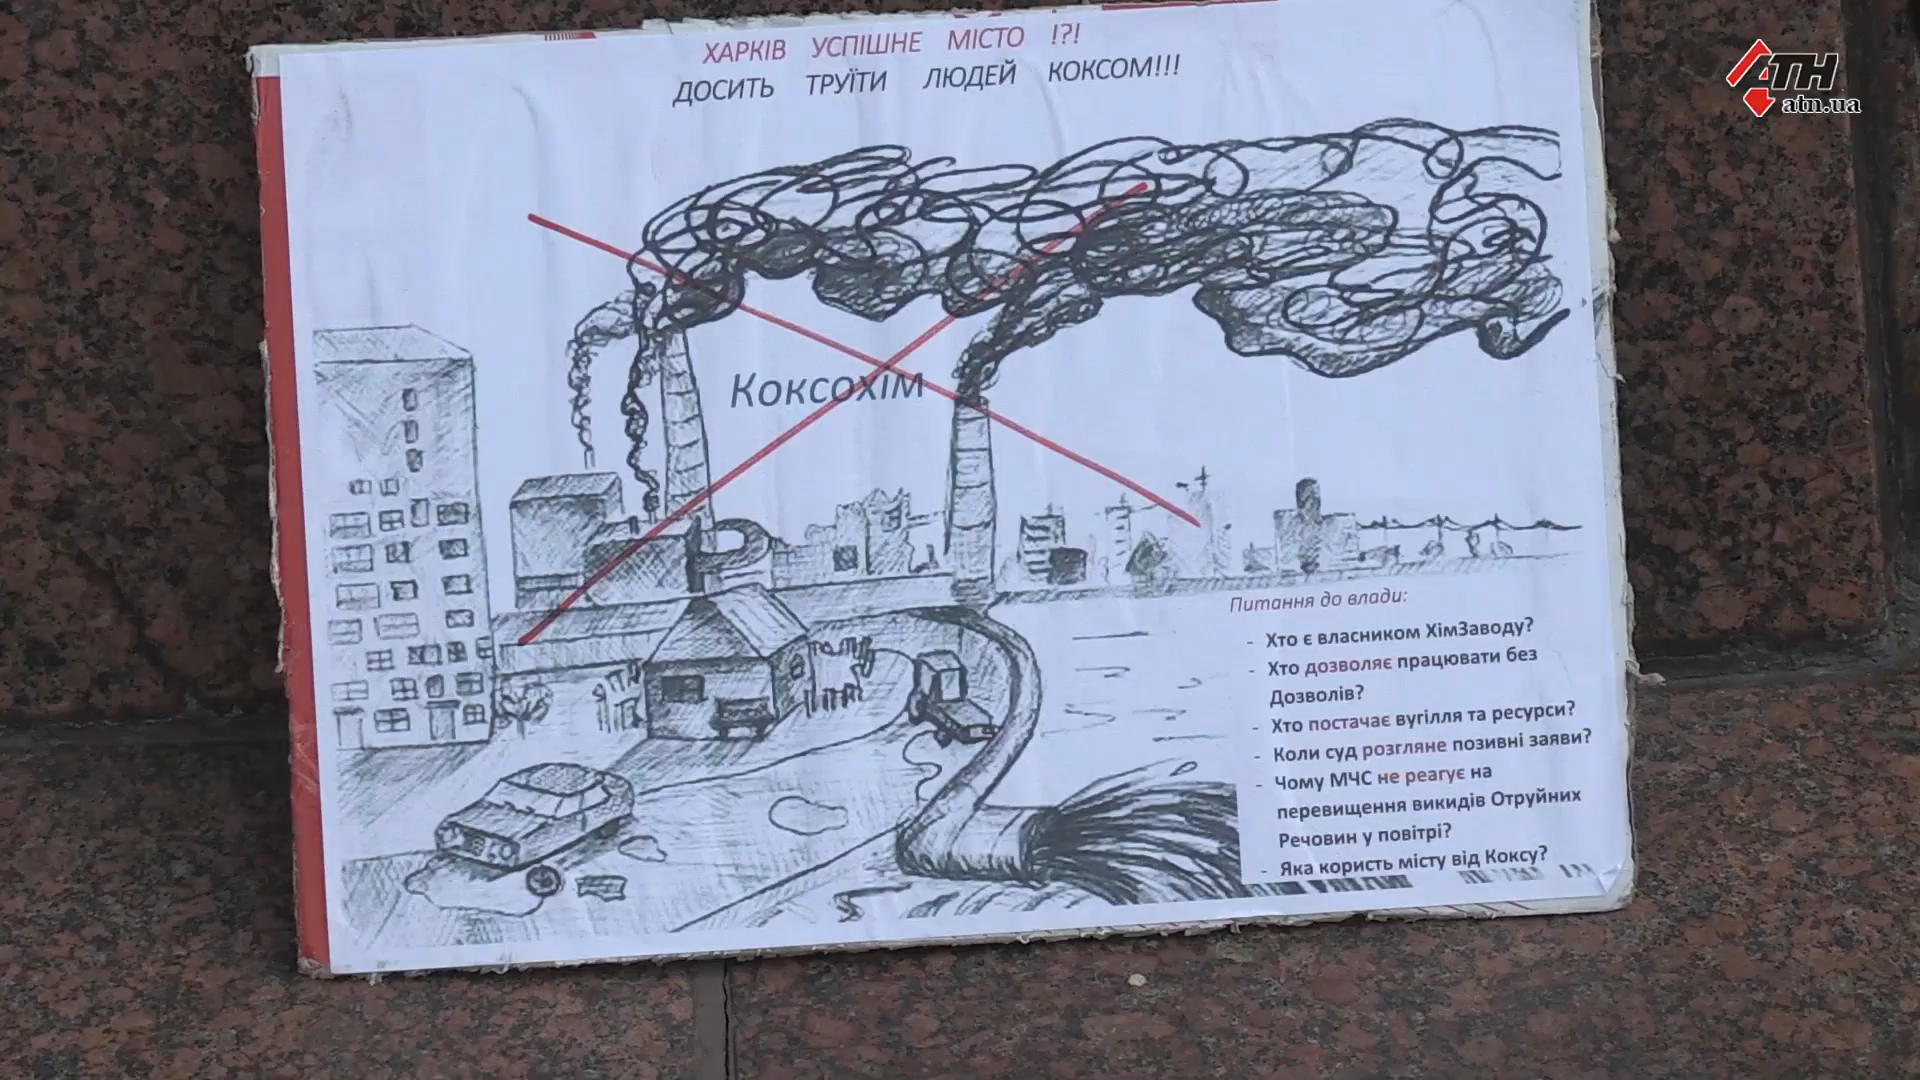 ХАРКІВ УСПІШНЕ МІСТО !?!
ДОСИТЬ ТРУЇТИ ЛЮДЕЙ КОКСОМ!!!
АТН
atn.ua
Коксохім
Питання до влади:
- Хто є власником ХімЗаводу?
- Хто дозволяє працювати без
Дозволів?
- Хто постачає вугілля та ресурси?
- Коли суд розгляне позивні заяви?
- Чому МЧС не реагує на
перевищення викидів Отруйних
Речовин у повітрі?
- Яка користь місту від Коксу?